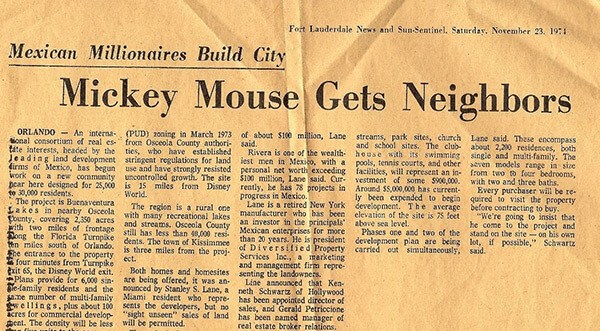 Fort Lauderdale News and Sun-Sentinel, Saturday, November 23, 1974
Mexican Millionaires Build City
Mickey Mouse Gets Neighbors
ORLANDO — An interna-
tional consortium of real es-
tate interests, headed by the
leading land development
firms of Mexico, has begun
work on a new community
near here designed for 25,000
to 30,000 residents.
The project is Buenaventura
Lakes in nearby Osceola
County, covering 2,350 acres
with two miles of frontage
along the Florida Turnpike
ten miles south of Orlando.
The entrance to the property
is four minutes from Turnpike
Exit 65, the Disney World exit.
Plans provide for 6,000 sin-
gle-family residences and the
same number of multi-family
dwellings, plus about 100
acres for commercial develop-
ment. The density will be less
(PUD) zoning in March 1973
from Osceola County authori-
ties, who have established
stringent regulations for land
use and have strongly resisted
uncontrolled growth. The site
is 15 miles from Disney
World.
The region is a rural one
with many recreational lakes
and streams. Osceola County
still has less than 40,000 resi-
dents. The town of Kissimmee
is three miles from the proj-
ect.
Both homes and homesites
are being offered, it was an-
nounced by Stanley S. Lane, a
Miami resident who repre-
sents the developers, but no
"sight unseen" sales of land
will be permitted.
of about $100 million, Lane
said.
Rivera is one of the wealth-
iest men in Mexico, with a
personal net worth exceeding
$100 million, Lane said. Cur-
rently, he has 78 projects in
progress in Mexico.
Lane is a retired New York
manufacturer who has been
an investor in the principals'
Mexican enterprises for more
than 20 years. He is president
of Diversified Property
Services Inc., a marketing
and management firm repre-
senting the landowners.
Line announced that Ken-
neth Schwartz of Hollywood
has been appointed director of
sales, and Gerald Petriccione
has been named manager of
real estate broker relations.
streams, park sites, church
and school sites. The club-
house with its swimming
pools, tennis courts, and other
facilities, will represent an in-
vestment of some $900,000.
Around $5,000,000 has current-
ly been expended to begin
development. The average
elevation of the site is 75 feet
above sea level.
Phases one and two of the
development plan are being
carried out simultaneously,
Lane said. These encompass
about 2,200 residences, both
single and multi-family. The
seven models range in size
from two to four bedrooms,
with two and three baths.
Every purchaser will be re-
quired to visit the property
before contracting to buy.
"We're going to insist that
he come to the project and
stand on the site — on his own
lot, if possible," Schwartz
said.